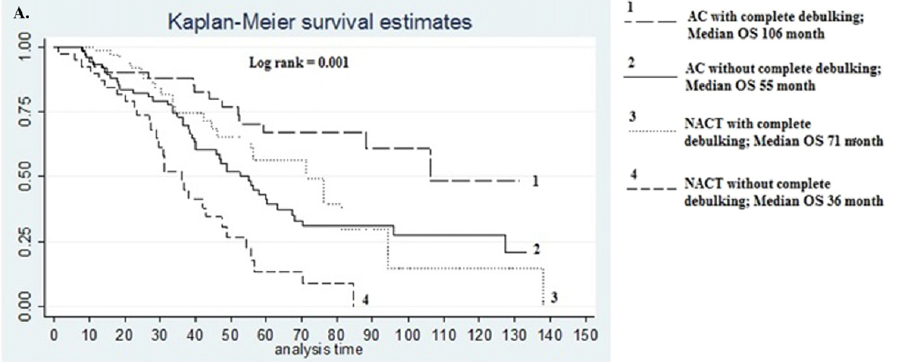 A.
Kaplan-Meier survival estimates
Log rank = 0.001
1.00
0.75
0.50
0.25
0.00
1
2
3
4
0 10 20 30 40 50 60 70 80 90 100 110 120 130 140 150
analysis time
1
AC with complete debulking;
Median OS 106 month
2
AC without complete debulking;
Median OS 55 month
3
NACT with complete
debulking; Median OS 71 month
4
NACT without complete
debulking; Median OS 36 month